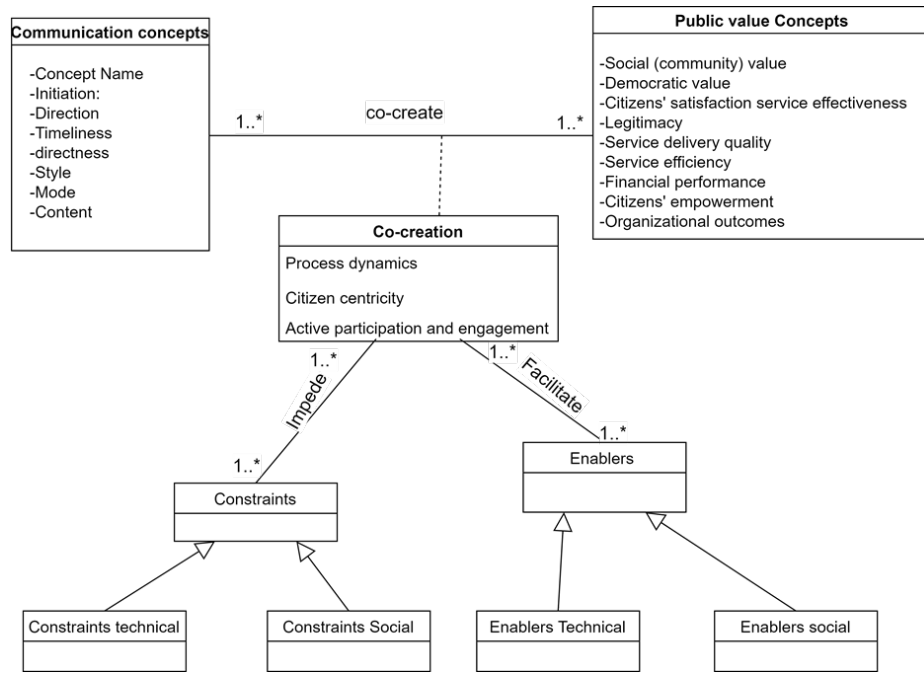 Communication concepts
-Concept Name
-Initiation:
-Direction
-Timeliness
-directness
-Style
-Mode
-Content
1..*
co-create
1..*
Public value Concepts
-Social (community) value
-Democratic value
-Citizens' satisfaction service effectiveness
-Legitimacy
-Service delivery quality
-Service efficiency
-Financial performance
-Citizens' empowerment
-Organizational outcomes
Co-creation
Process dynamics
Citizen centricity
Active participation and engagement
1..*
Impede
1..*
1..*
Facilitate
1..*
Constraints
Enablers
Constraints technical
Constraints Social
Enablers Technical
Enablers social